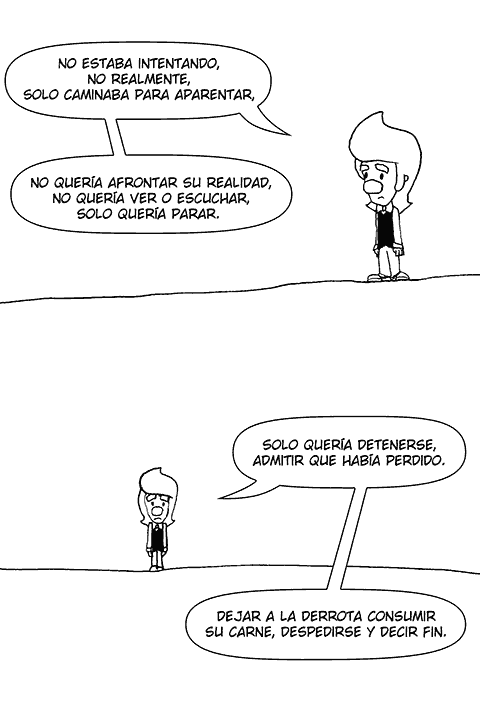 NO ESTABA INTENTANDO,
NO REALMENTE,
SOLO CAMINABA PARA APARENTAR,
NO QUERÍA AFRONTAR SU REALIDAD,
NO QUERÍA VER O ESCUCHAR,
SOLO QUERÍA PARAR.
SOLO QUERÍA DETENERSE,
ADMITIR QUE HABÍA PERDIDO.
DEJAR A LA DERROTA CONSUMIR
SU CARNE, DESPEDIRSE Y DECIR FIN.